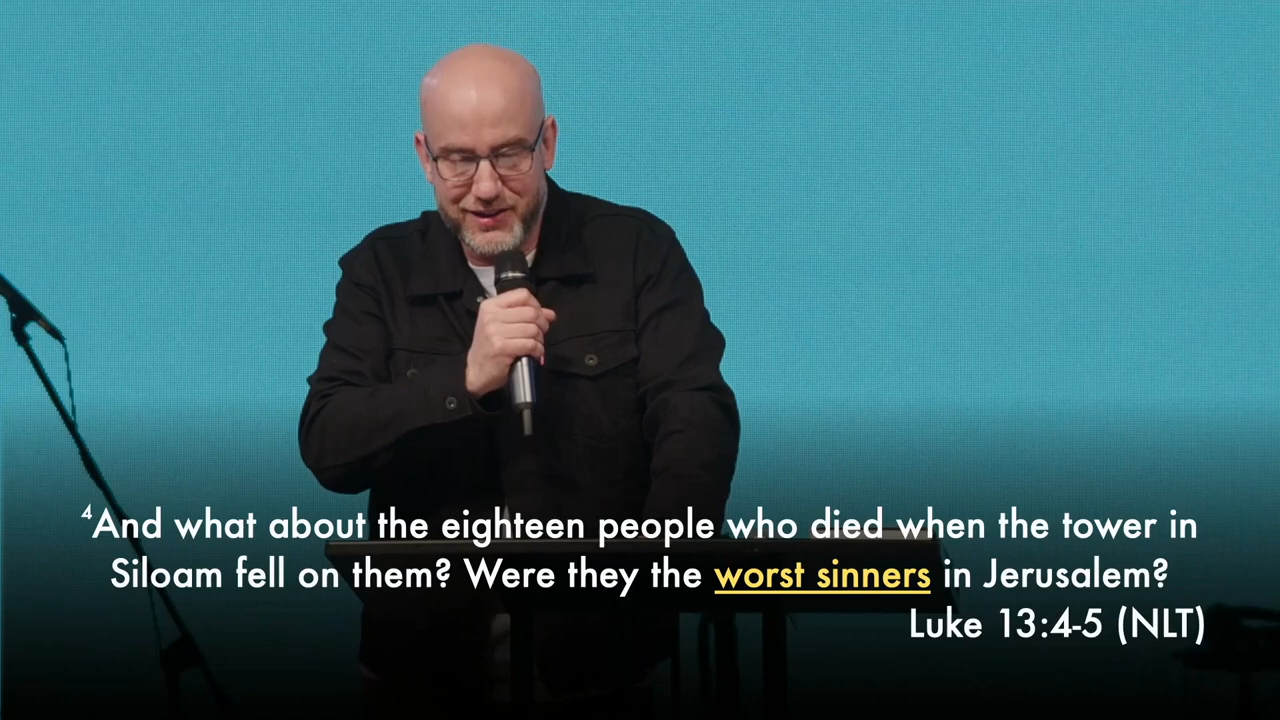 ⁴And what about the eighteen people who died when the tower in
Siloam fell on them? Were they the worst sinners in Jerusalem?
Luke 13:4-5 (NLT)